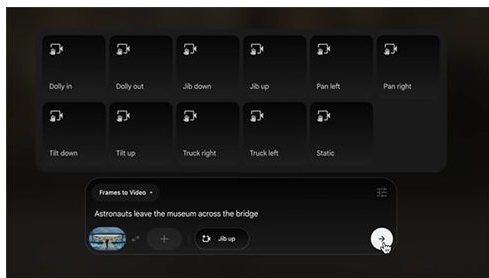 Dolly in Dolly out Jib down Jib up Pan left Pan right
Tilt down Tilt up Truck right Truck left Static
Frames to Video
Astronauts leave the museum across the bridge
Jib up